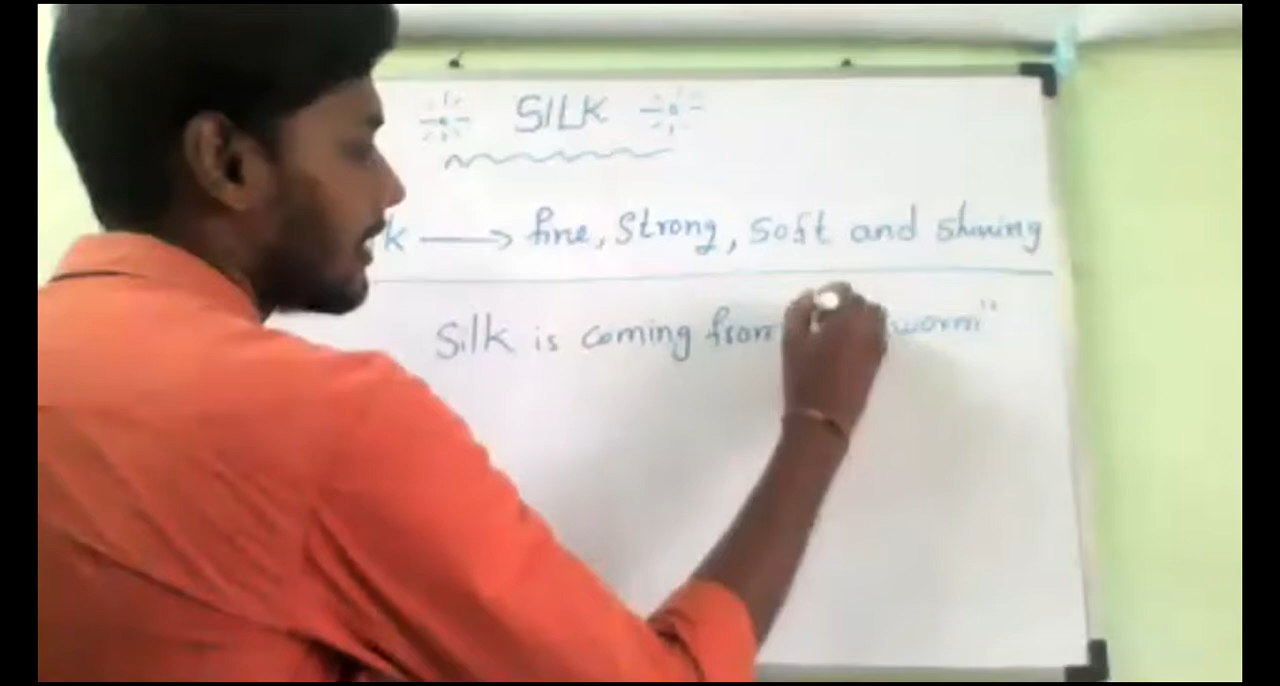 SILK
k → fine, Strong, Soft and shining
Silk is coming from worm"